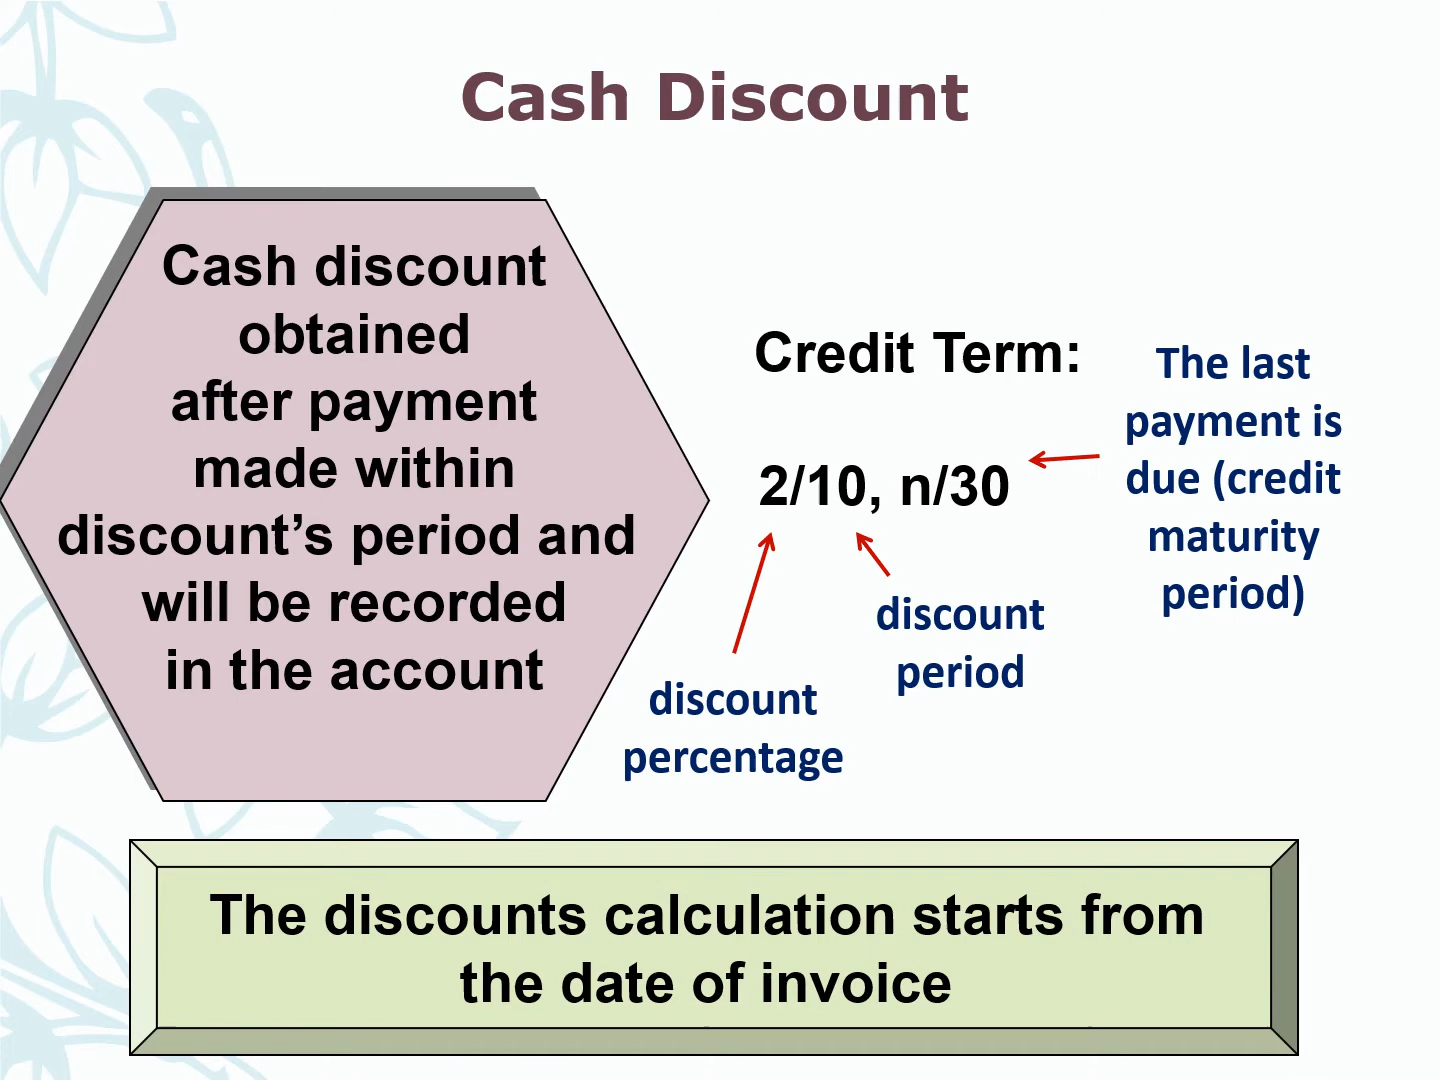 Cash Discount
Cash discount
obtained
after payment
made within
discount’s period and
will be recorded
in the account
Credit Term:
2/10, n/30
The last
payment is
due (credit
maturity
period)
discount
period
discount
percentage
The discounts calculation starts from
the date of invoice